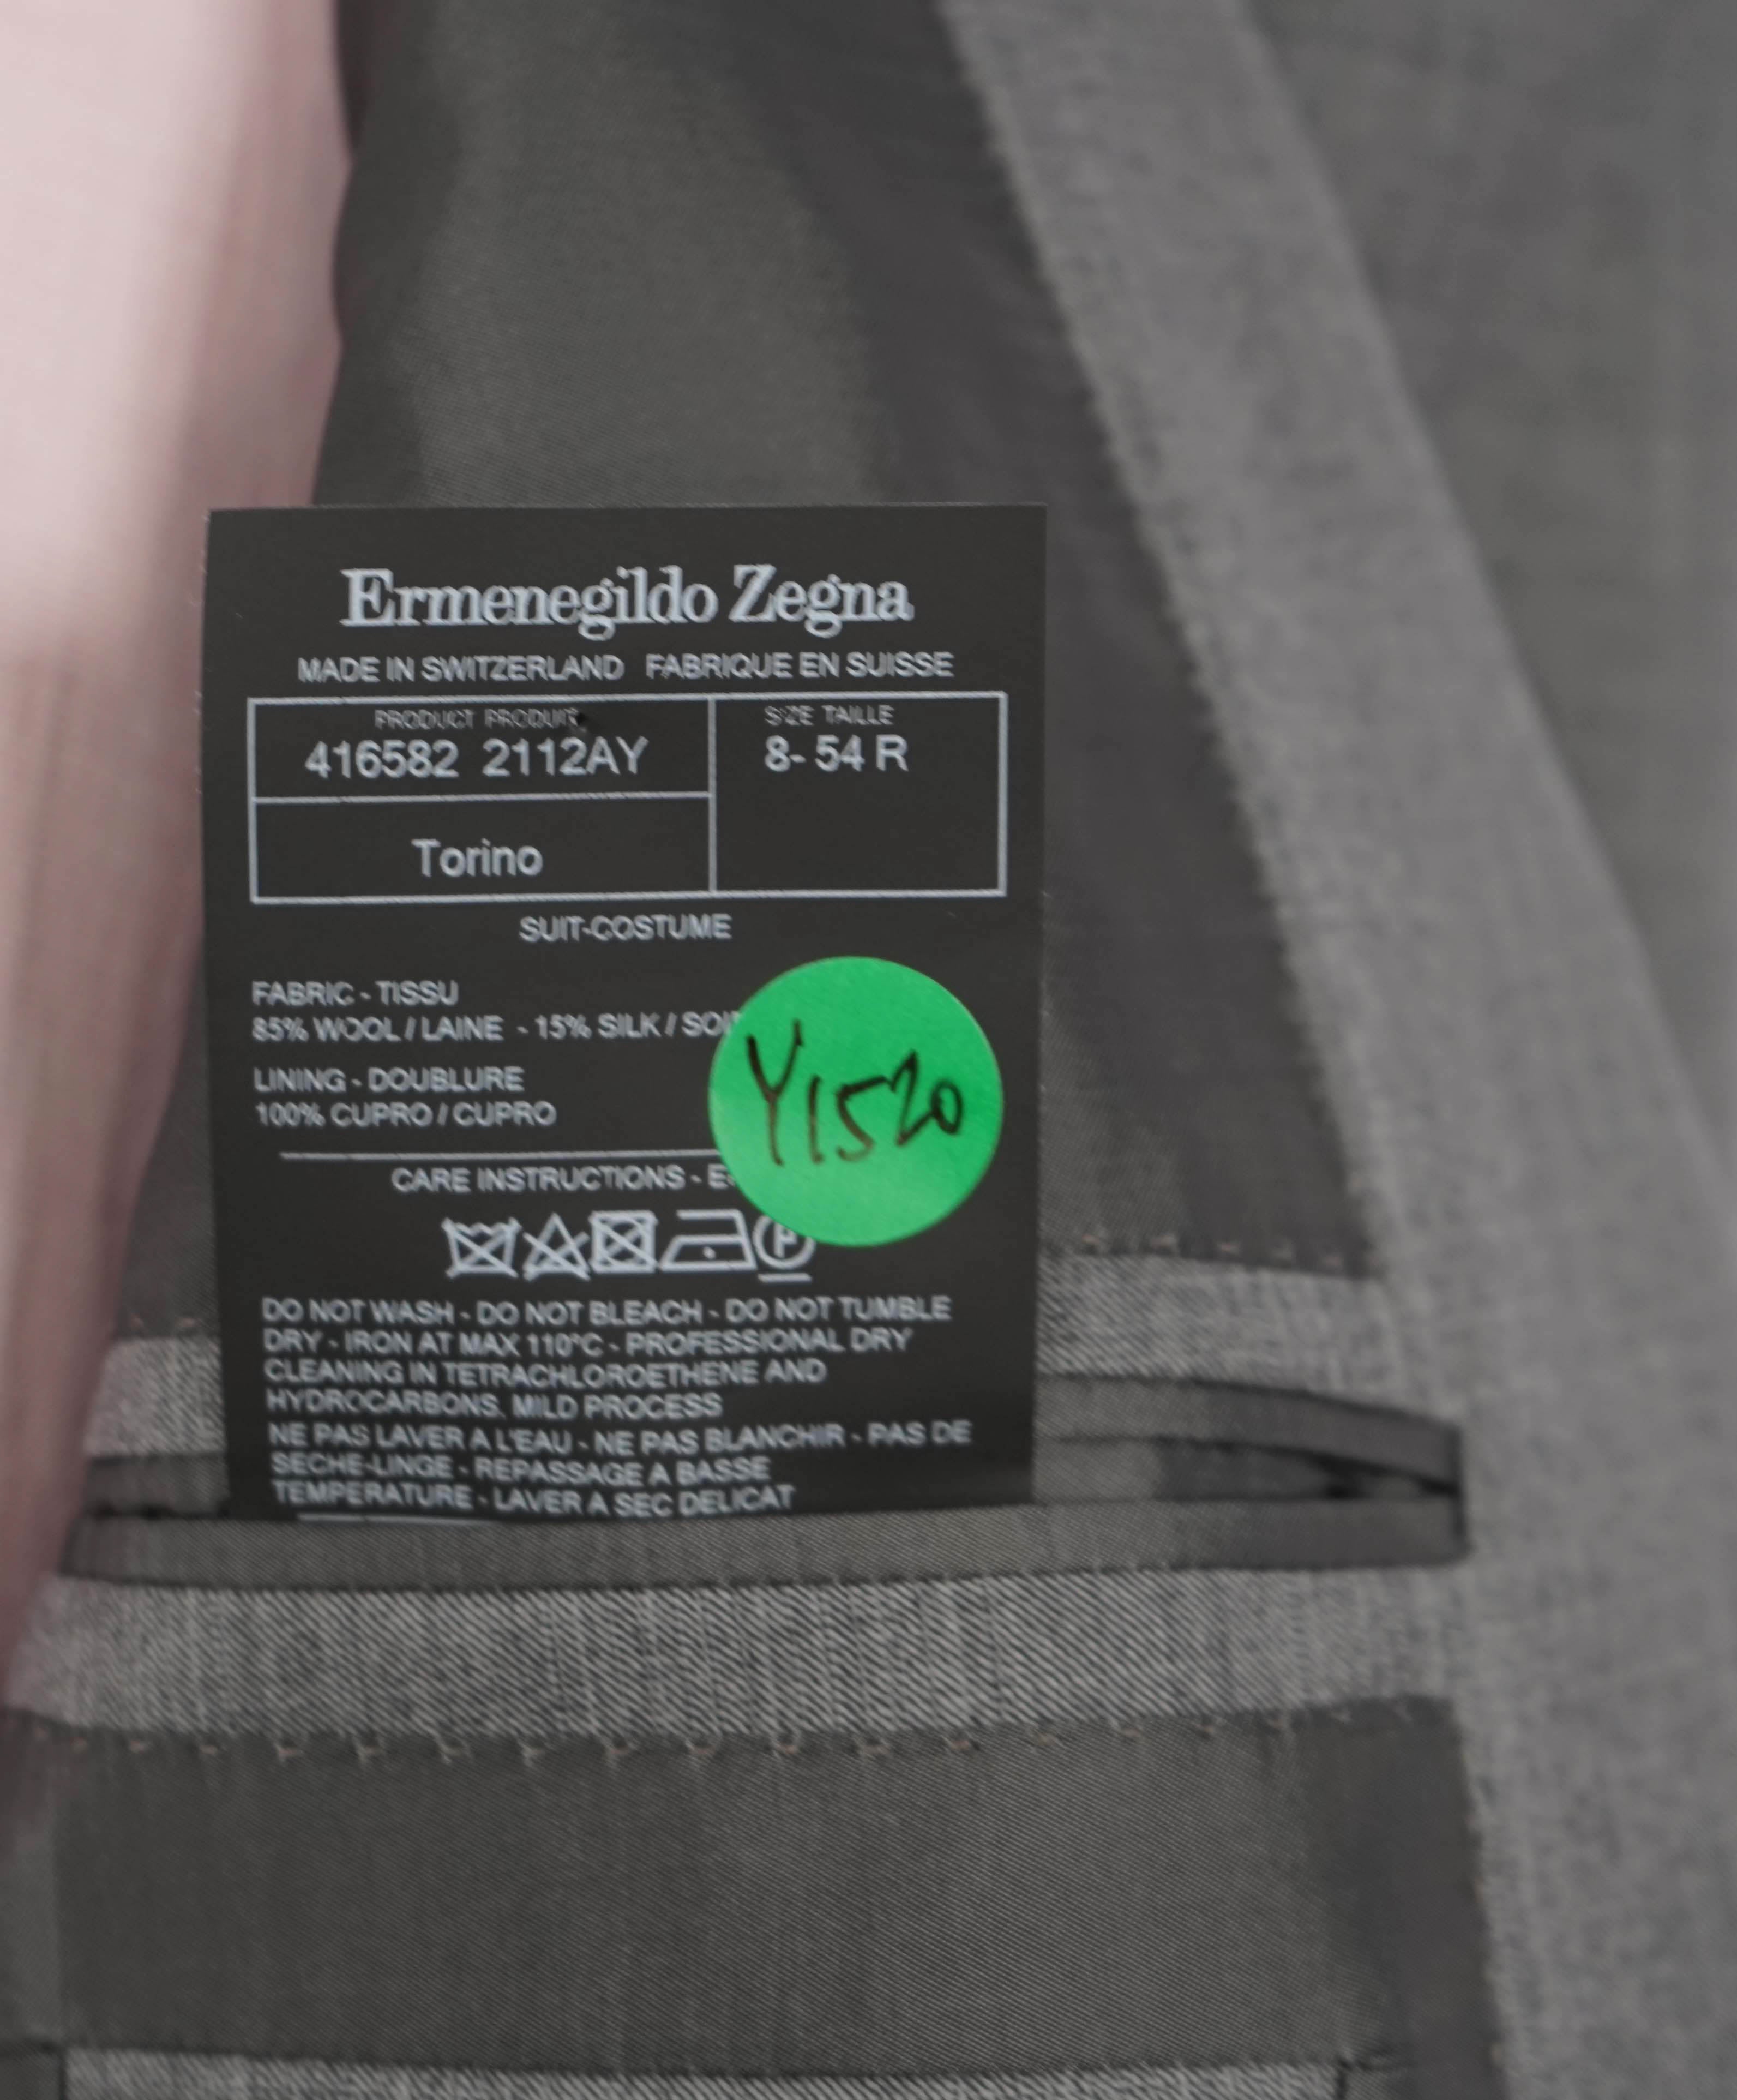 Ermenegildo Zegna
MADE IN SWITZERLAND FABRIQUE EN SUISSE
PRODUCT PRODUIT
416582 2112AY
SIZE TAILLE
8- 54 R
Torino
SUIT-COSTUME
FABRIC - TISSU
85% WOOL / LAINE - 15% SILK / SOI
Y1520
LINING - DOUBLURE
100% CUPRO / CUPRO
CARE INSTRUCTIONS - E
P
DO NOT WASH - DO NOT BLEACH - DO NOT TUMBLE
DRY - IRON AT MAX 110°C - PROFESSIONAL DRY
CLEANING IN TETRACHLOROETHENE AND
HYDROCARBONS, MILD PROCESS
NE PAS LAVER A L'EAU - NE PAS BLANCHIR - PAS DE
SECHE-LINGE - REPASSAGE A BASSE
TEMPERATURE - LAVER A SEC DELICAT